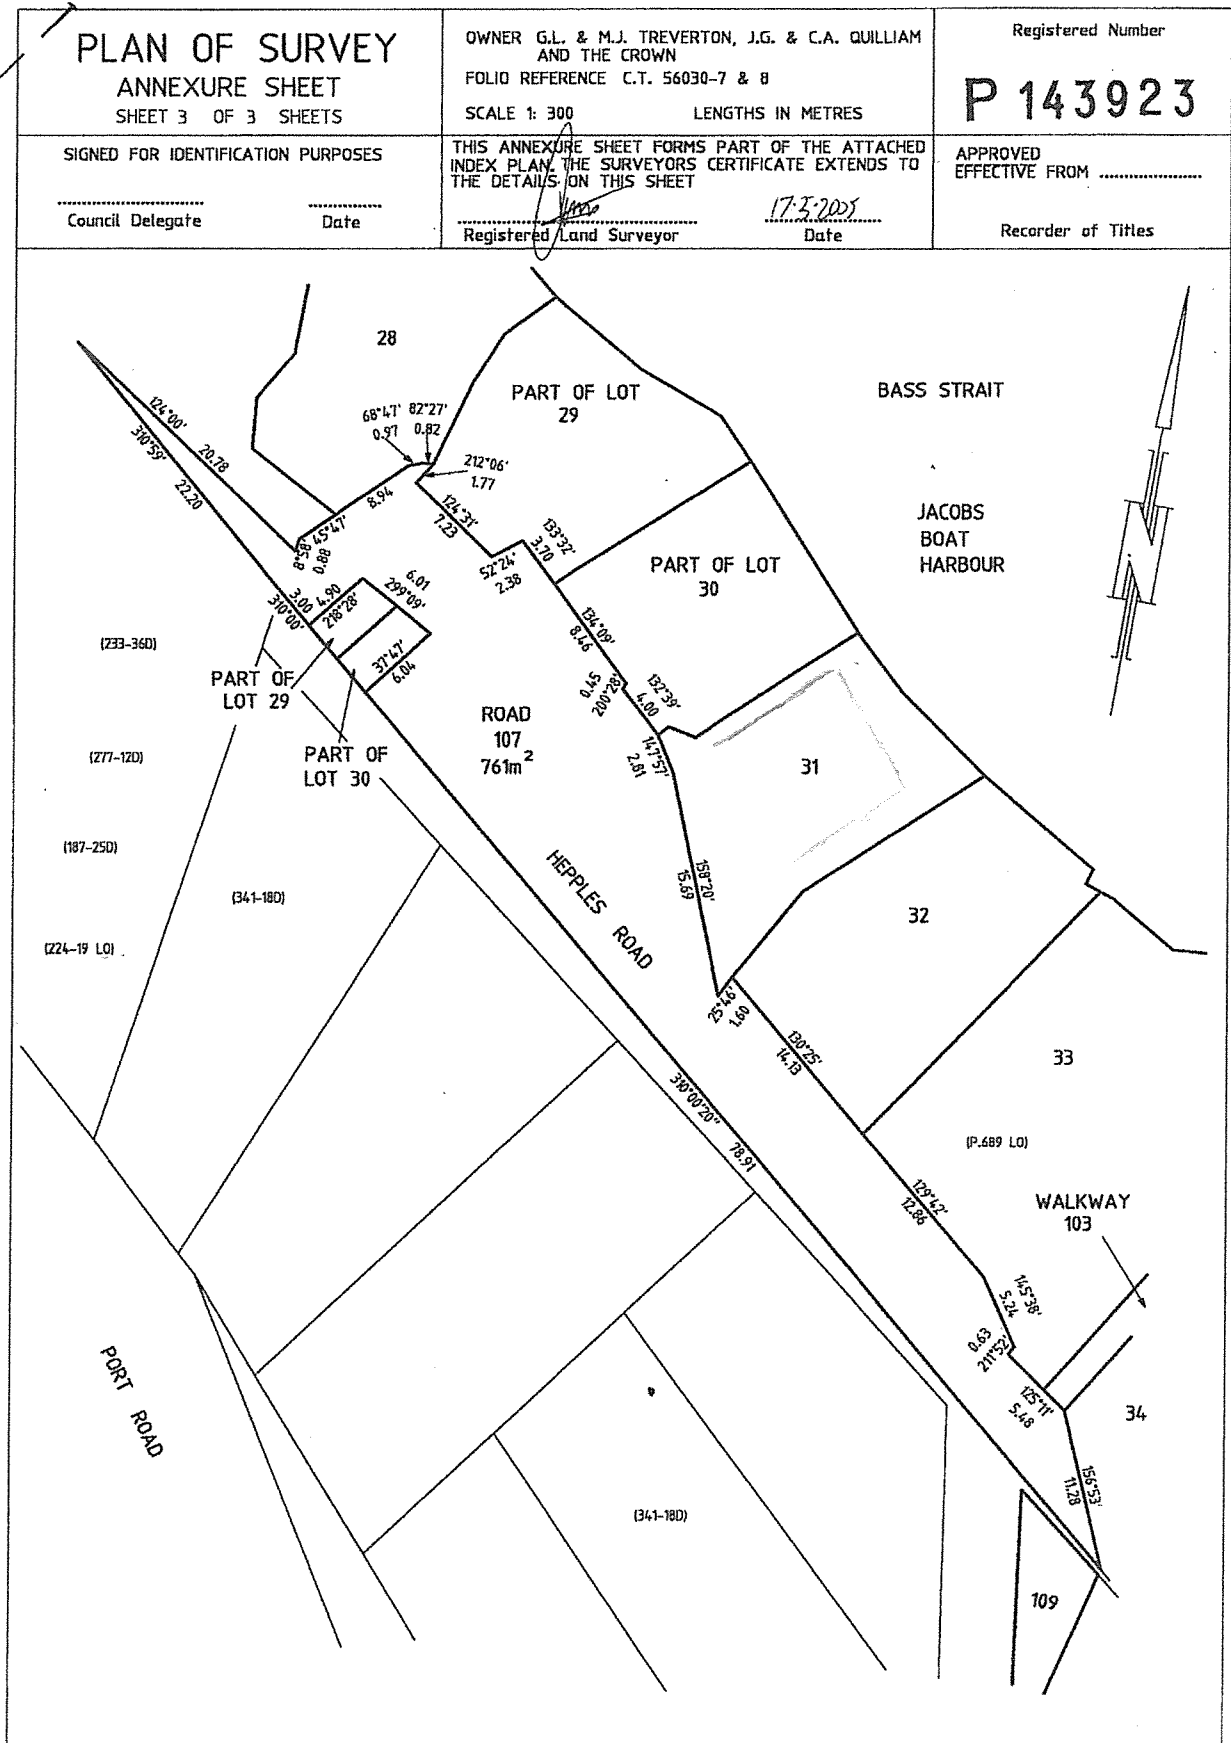 PLAN OF SURVEY
ANNEXURE SHEET
SHEET 3 OF 3 SHEETS
OWNER G.L. & M.J. TREVERTON, J.G. & C.A. QUILLIAM
AND THE CROWN
FOLIO REFERENCE C.T. 56030-7 & 8
SCALE 1: 300 LENGTHS IN METRES
Registered Number
P 143923
SIGNED FOR IDENTIFICATION PURPOSES
Council Delegate Date
THIS ANNEXURE SHEET FORMS PART OF THE ATTACHED
INDEX PLAN. THE SURVEYORS CERTIFICATE EXTENDS TO
THE DETAILS ON THIS SHEET
Registered Land Surveyor Date
APPROVED
EFFECTIVE FROM
Recorder of Titles
28
PART OF LOT
29
BASS STRAIT
124°00'
20.78
310°59'
22.20
68°47'
0.97
82°27'
0.82
212°06'
1.77
8.94
45°47'
8°58'
0.88
124°31'
7.23
52°24'
2.38
133°32'
3.70
JACOBS
BOAT
HARBOUR
PART OF LOT
30
3.00
310°00'
4.90
218°28'
6.01
299°09'
37°47'
6.04
134°09'
8.46
0.45
200°28'
132°39'
4.00
147°57'
2.81
(233-36D)
PART OF
LOT 29
PART OF
LOT 30
ROAD
107
761m²
31
(277-12D)
(187-25D)
(341-18D)
(224-19 LO)
HEPPLES ROAD
158°20'
15.69
32
25°46'
1.60
130°25'
14.13
33
310°00'20"
78.91
(P.689 LO)
129°42'
12.86
WALKWAY
103
145°38'
5.24
0.63
211°52'
125°11'
5.48
34
PORT ROAD
156°53'
11.28
(341-18D)
109